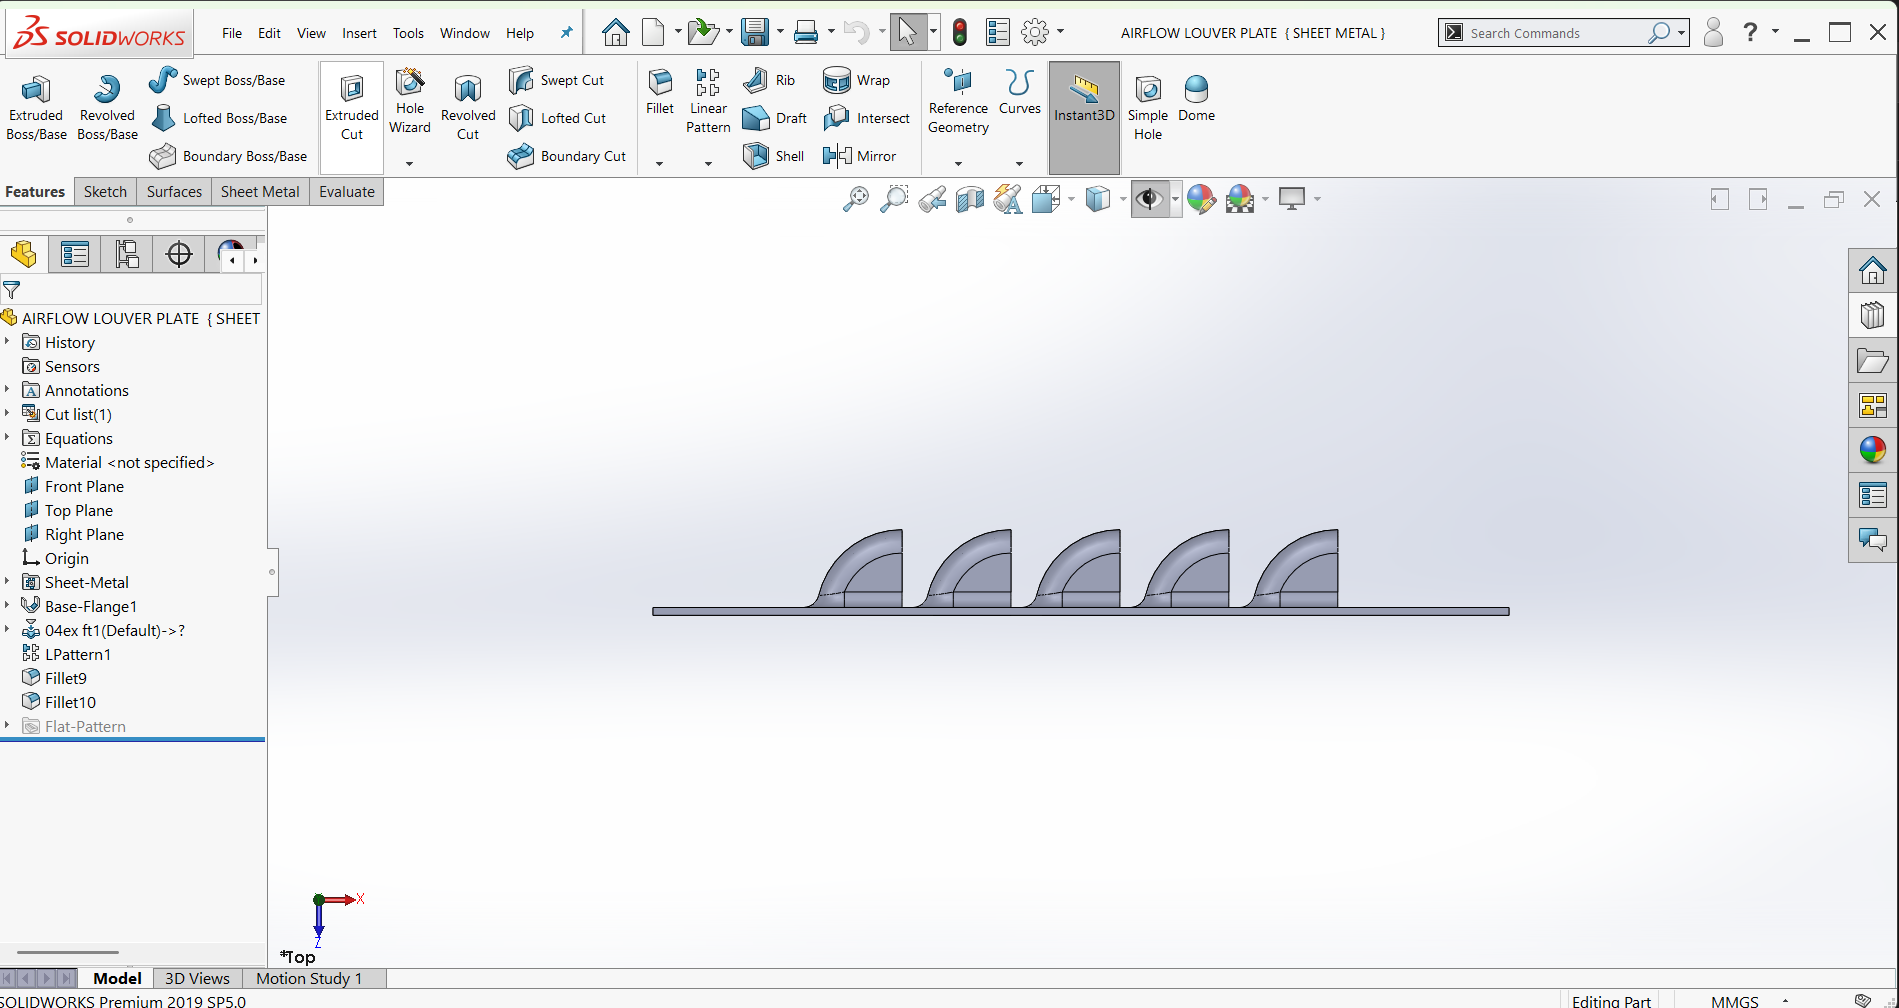 SOLIDWORKS
File Edit View Insert Tools Window Help
AIRFLOW LOUVER PLATE { SHEET METAL }
Search Commands
?
Extruded Boss/Base
Revolved Boss/Base
Swept Boss/Base
Lofted Boss/Base
Boundary Boss/Base
Extruded Cut
Hole Wizard
Revolved Cut
Swept Cut
Lofted Cut
Boundary Cut
Fillet
Linear Pattern
Rib
Draft
Shell
Wrap
Intersect
Mirror
Reference Geometry
Curves
Instant3D
Simple Hole
Dome
Features Sketch Surfaces Sheet Metal Evaluate
AIRFLOW LOUVER PLATE { SHEET
History
Sensors
Annotations
Cut list(1)
Equations
Material <not specified>
Front Plane
Top Plane
Right Plane
Origin
Sheet-Metal
Base-Flange1
04ex ft1(Default)->?
LPattern1
Fillet9
Fillet10
Flat-Pattern
X
Z
*Top
Model 3D Views Motion Study 1
SOLIDWORKS Premium 2019 SP5.0
Editing Part
MMGS